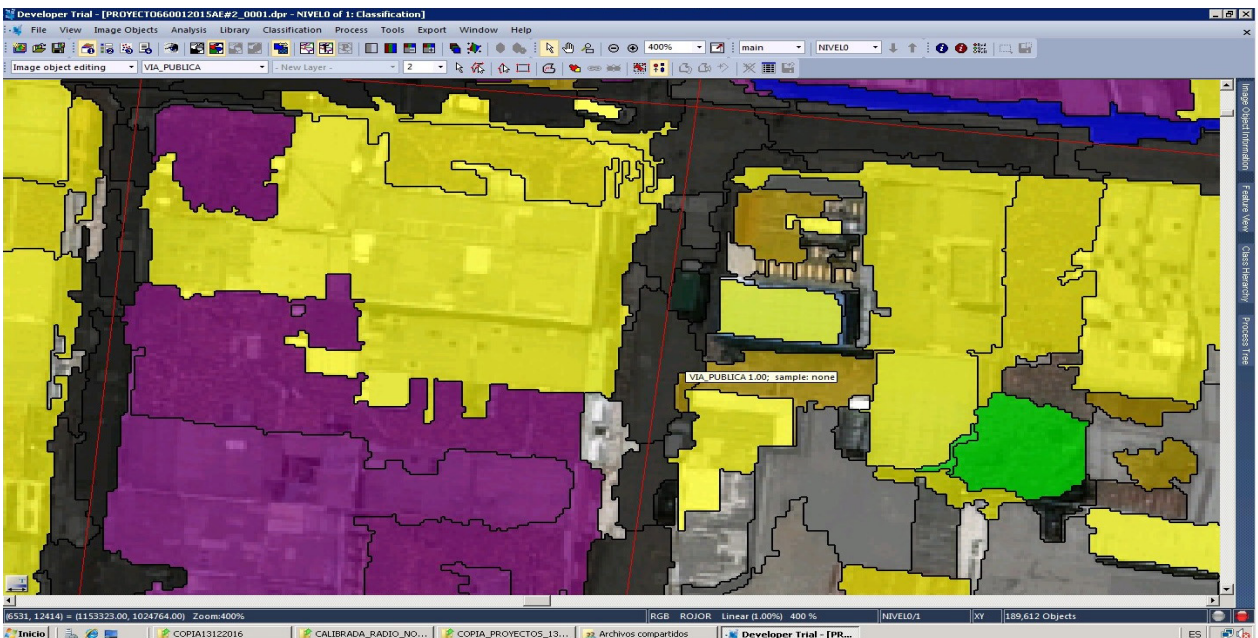 Developer Trial - [PROYECTO660012015AE#2_0001.dpr - NIVEL0 of 1: Classification]
File View Image Objects Analysis Library Classification Process Tools Export Window Help
400% main NIVEL0
Image object editing VIA_PUBLICA - New Layer - 2
Image Object Information
Feature View
Class Hierarchy
Process Tree
VIA_PUBLICA 1.00; sample: none
(6531, 12414) = (1153323.00, 1024764.00) Zoom:400% RGB ROJOR Linear (1.00%) 400 % NIVEL0/1 XY 189,612 Objects
Inicio COPIA13122016 CALIBRADA_RADIO_NO... COPIA_PROYECTOS_13... Archivos compartidos Developer Trial - [PR... ES